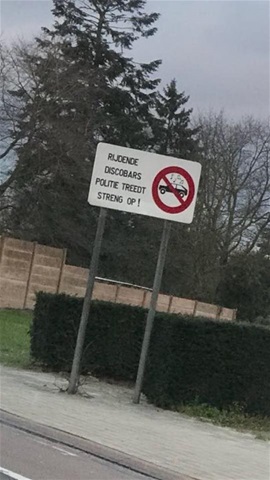 RIJDENDE
DISCOBARS
POLITIE TREEDT
STRENG OP!